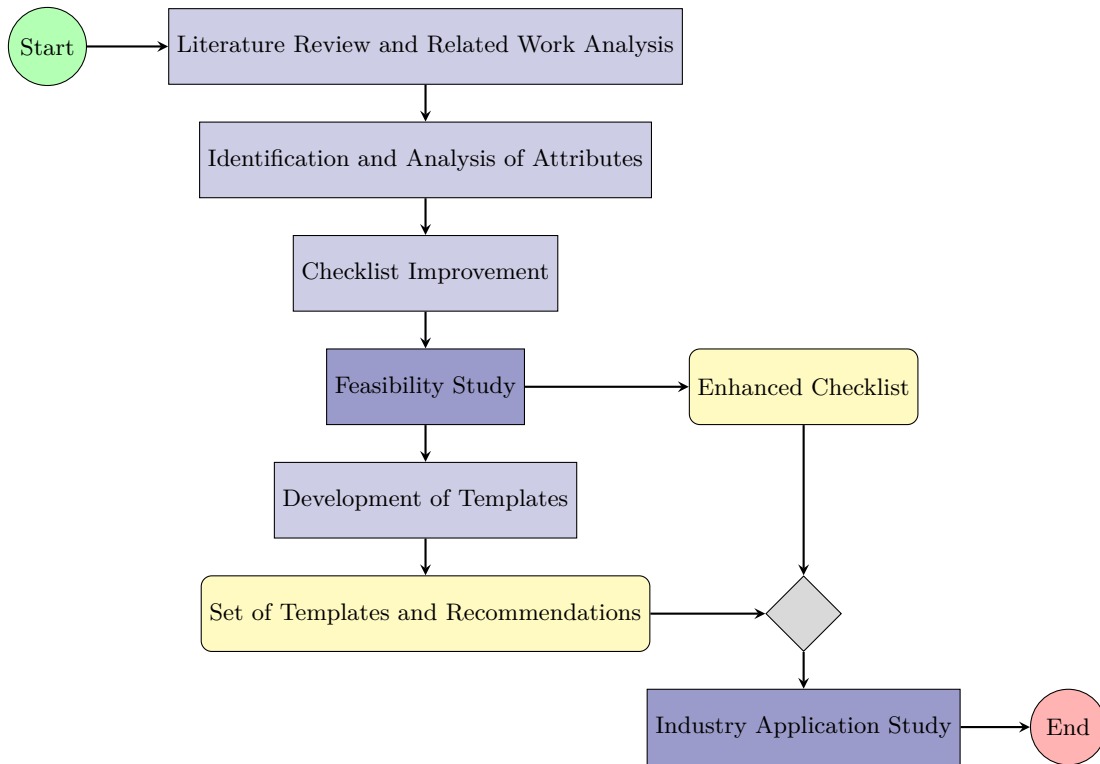 Start
Literature Review and Related Work Analysis
Identification and Analysis of Attributes
Checklist Improvement
Feasibility Study
Enhanced Checklist
Development of Templates
Set of Templates and Recommendations
Industry Application Study
End